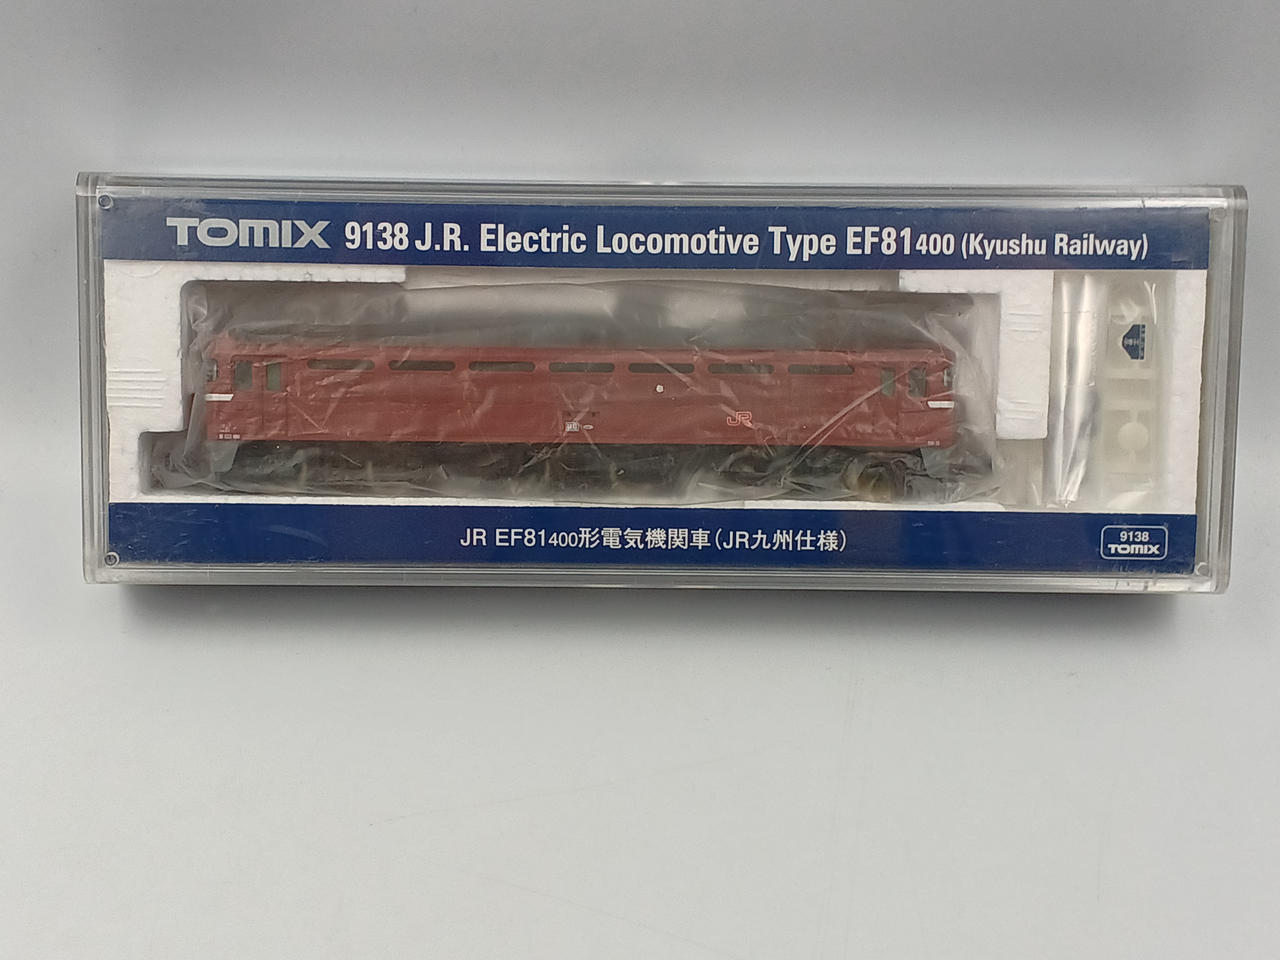 TOMIX 9138 J.R. Electric Locomotive Type EF81400 (Kyushu Railway)
JR
JR EF81400形電気機関車(JR九州仕様)
9138
TOMIX